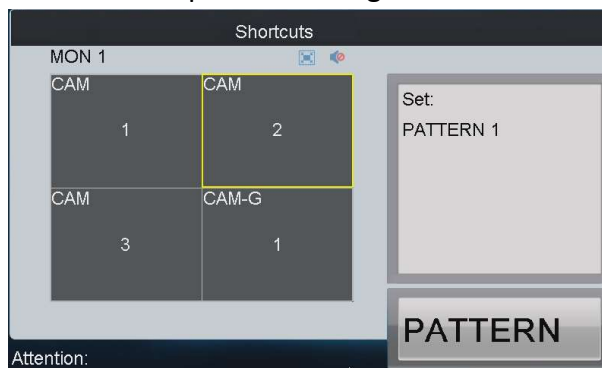 Shortcuts
MON 1
CAM
1
CAM
2
CAM
3
CAM-G
1
Set:
PATTERN 1
PATTERN
Attention: